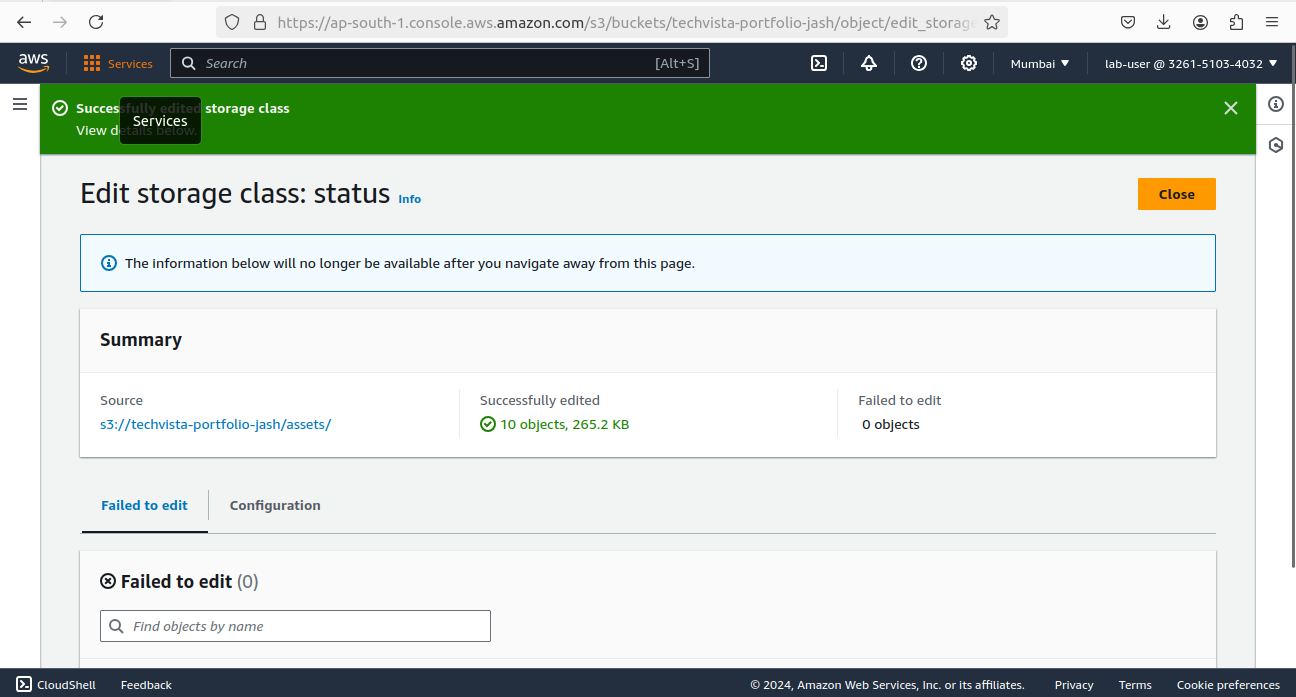 https://ap-south-1.console.aws.amazon.com/s3/buckets/techvista-portfolio-jash/object/edit_storage
aws
Services
Search
[Alt+S]
Mumbai
lab-user @ 3261-5103-4032
Successfully edited storage class
View details below.
Services
Edit storage class: status
Info
Close
The information below will no longer be available after you navigate away from this page.
Summary
Source
s3://techvista-portfolio-jash/assets/
Successfully edited
10 objects, 265.2 KB
Failed to edit
0 objects
Failed to edit
Configuration
Failed to edit (0)
Find objects by name
CloudShell
Feedback
© 2024, Amazon Web Services, Inc. or its affiliates.
Privacy
Terms
Cookie preferences